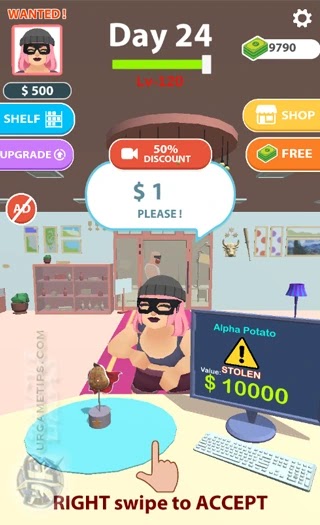 WANTED !
Day 24
9790
Lv-120
$ 500
SHELF
SHOP
UPGRADE
50%
DISCOUNT
FREE
$ 1
PLEASE !
AD
Alpha Potato
Value:
STOLEN
$ 10000
URGAMETIPS.COM
RIGHT swipe to ACCEPT